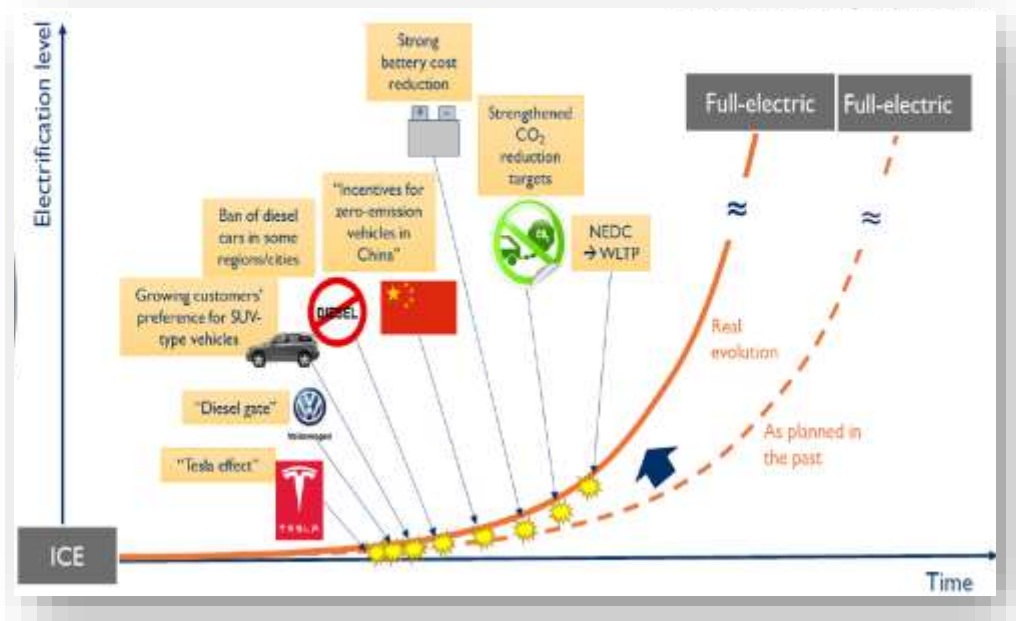 Electrification level
Strong
battery cost
reduction
Full-electric
Full-electric
Strengthened
CO₂
reduction
targets
"Incentives for
zero-emission
vehicles in
China"
Ban of diesel
cars in some
regions/cities
NEDC
→ WLTP
Growing customers'
preference for SUV-
type vehicles
DIESEL
CO₂
≈
≈
Real
evolution
"Diesel gate"
Volkswagen
As planned in
the past
"Tesla effect"
TESLA
ICE
Time